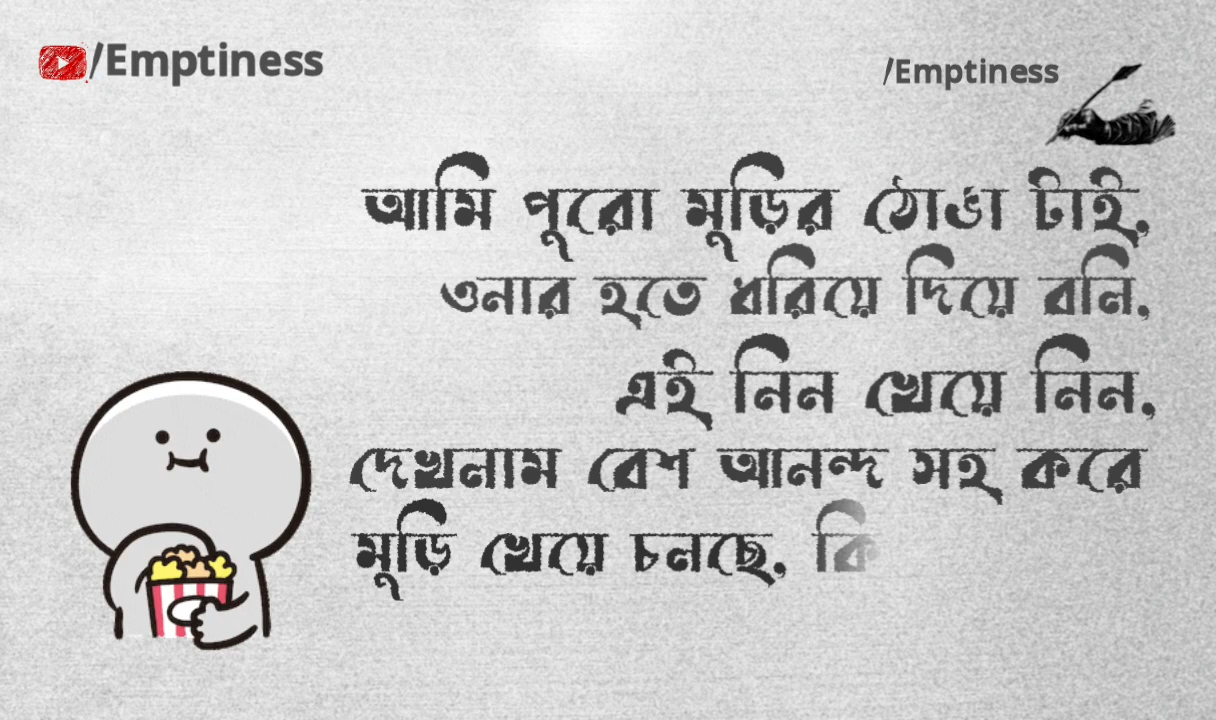 /Emptiness
/Emptiness
আমি পুরো মুড়ির ঠোঙা টাই,
ওনার হতে ধরিয়ে দিয়ে বলি,
এই নিন খেয়ে নিন,
দেখলাম বেশ আনন্দ সহ করে
মুড়ি খেয়ে চলছে, কি